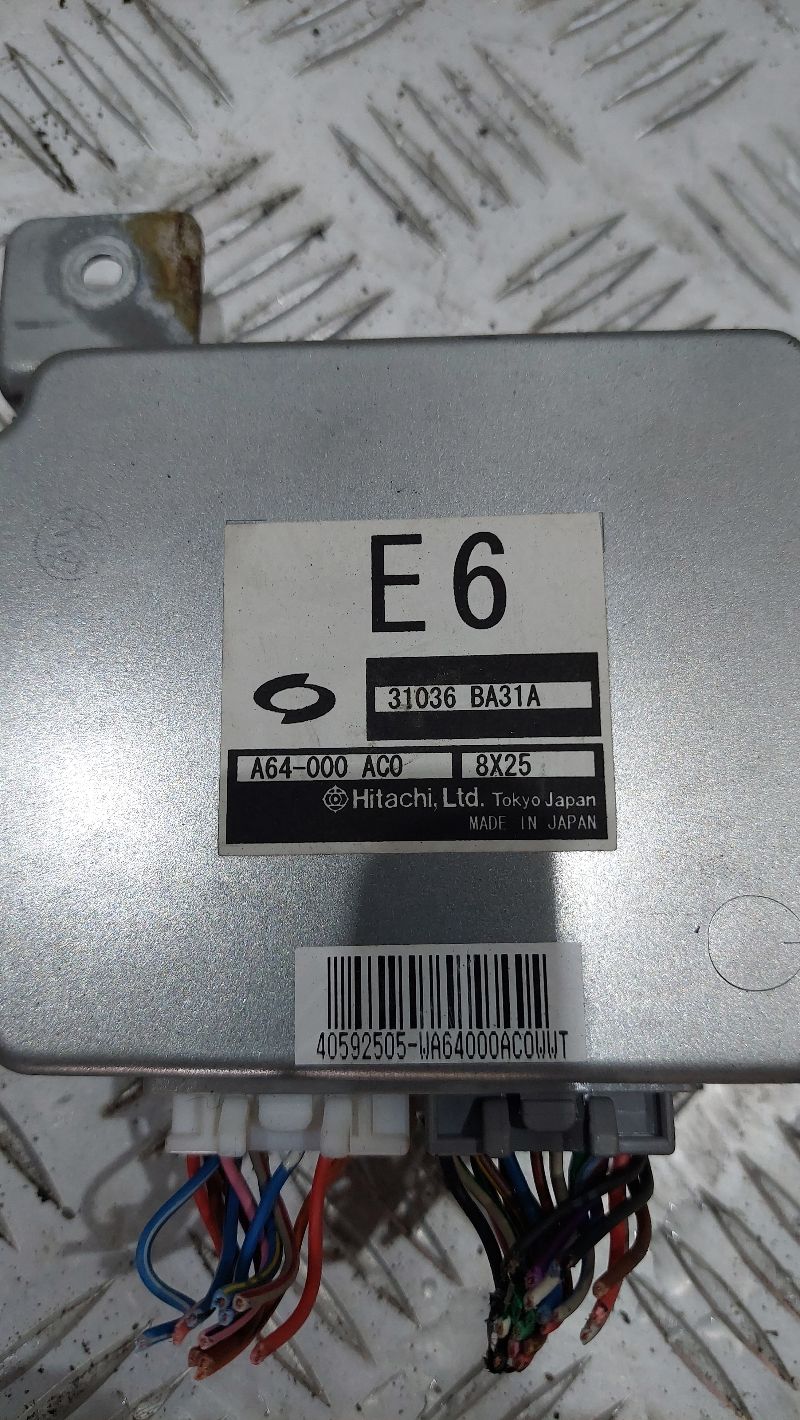 E6
31036 BA31A
A64-000 AC0 8X25
Hitachi, Ltd. Tokyo Japan
MADE IN JAPAN
40592505-WA64000AC0WWT